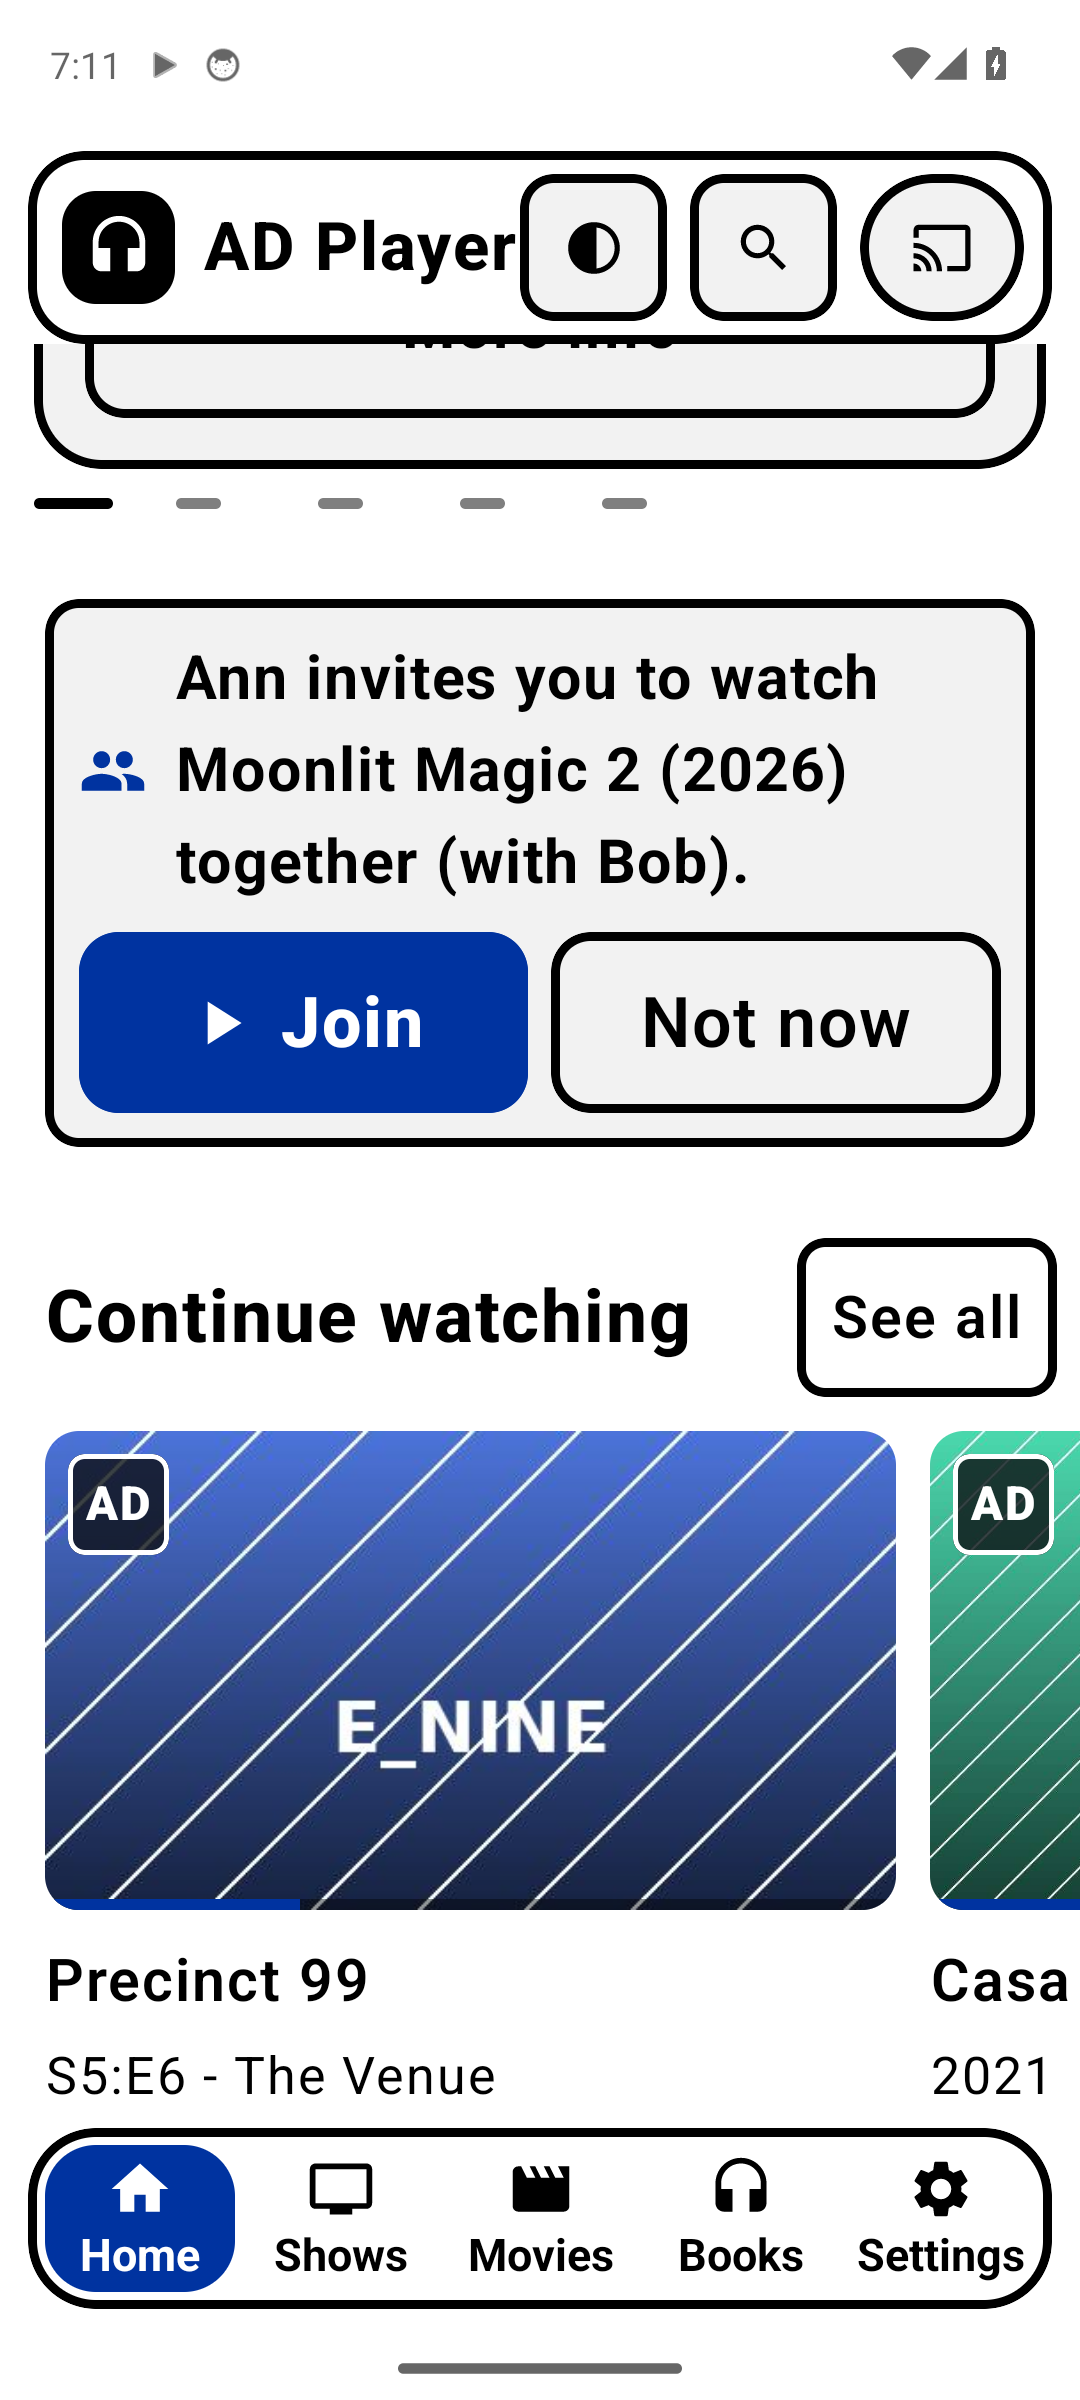 7:11
AD Player
More info
Ann invites you to watch
Moonlit Magic 2 (2026)
together (with Bob).
Join
Not now
Continue watching
See all
AD
AD
E_NINE
Precinct 99
Casa
S5:E6 - The Venue
2021
Home
Shows
Movies
Books
Settings